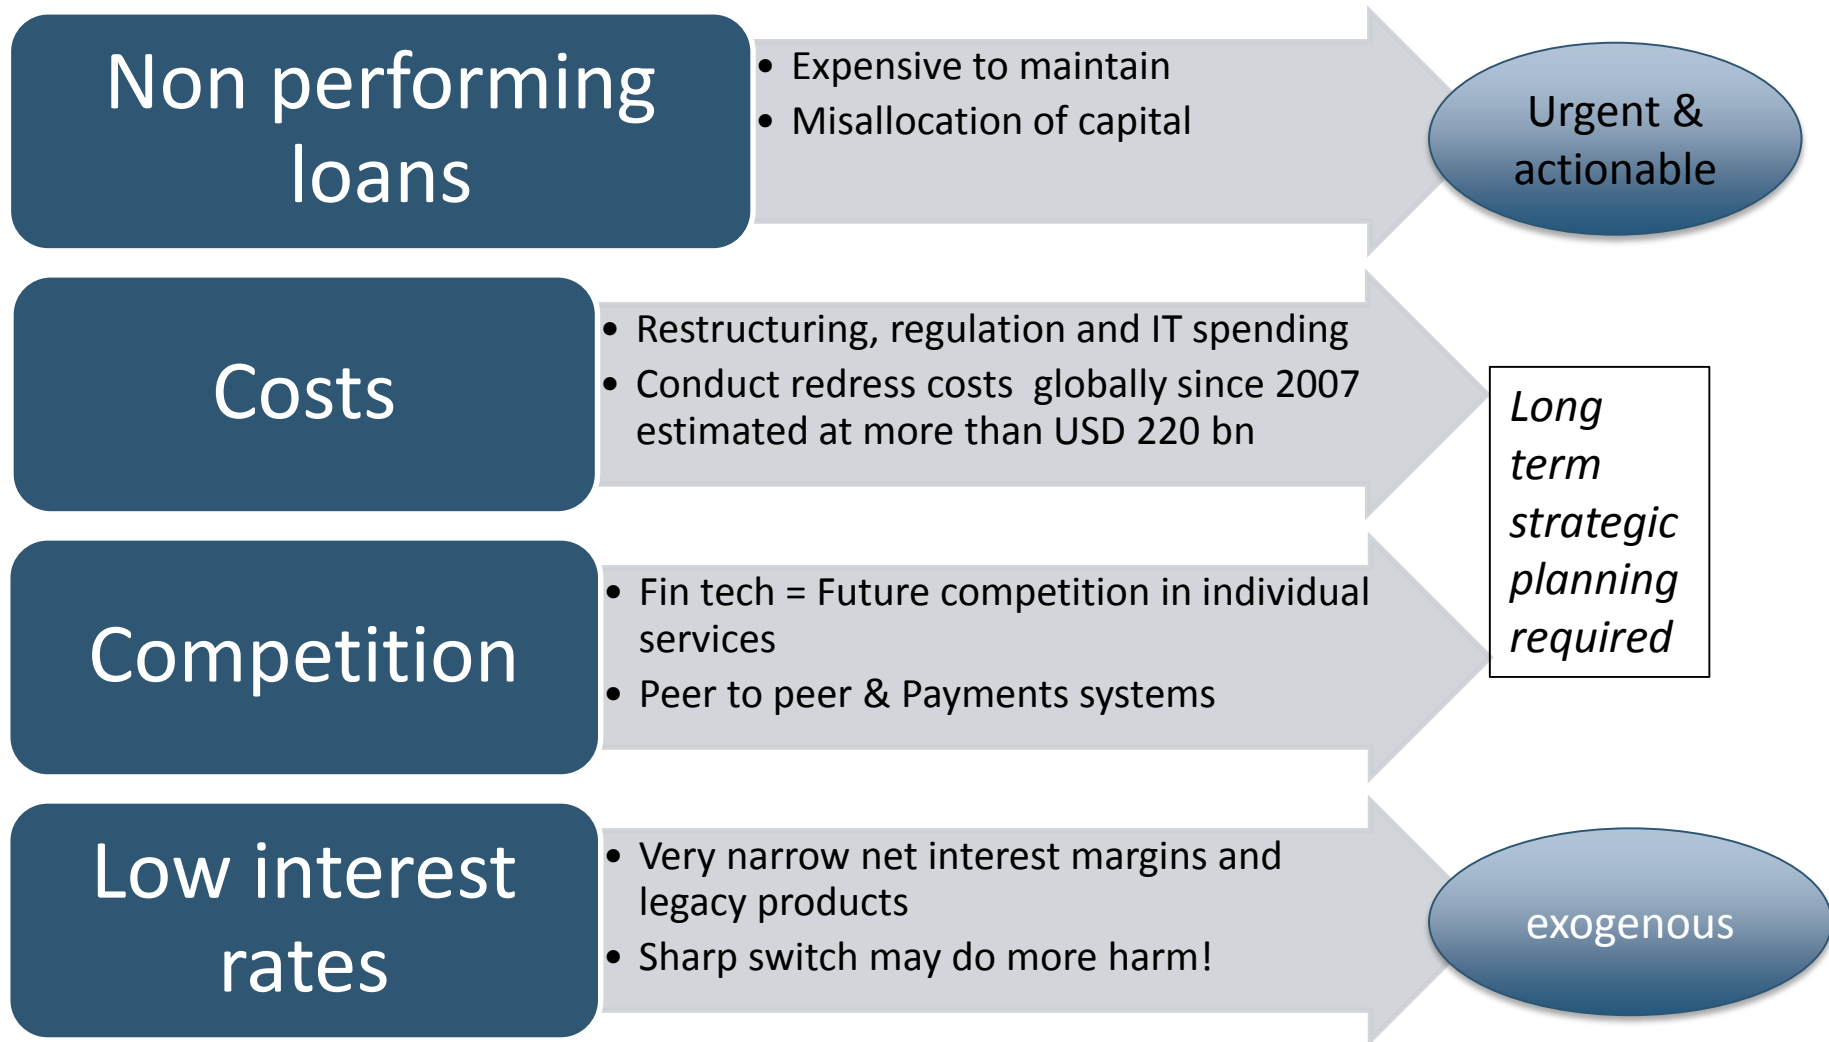 Non performing
loans
• Expensive to maintain
• Misallocation of capital
Urgent &
actionable
Costs
• Restructuring, regulation and IT spending
• Conduct redress costs  globally since 2007
estimated at more than USD 220 bn
Long
term
strategic
planning
required
Competition
• Fin tech = Future competition in individual
services
• Peer to peer & Payments systems
Low interest
rates
• Very narrow net interest margins and
legacy products
• Sharp switch may do more harm!
exogenous